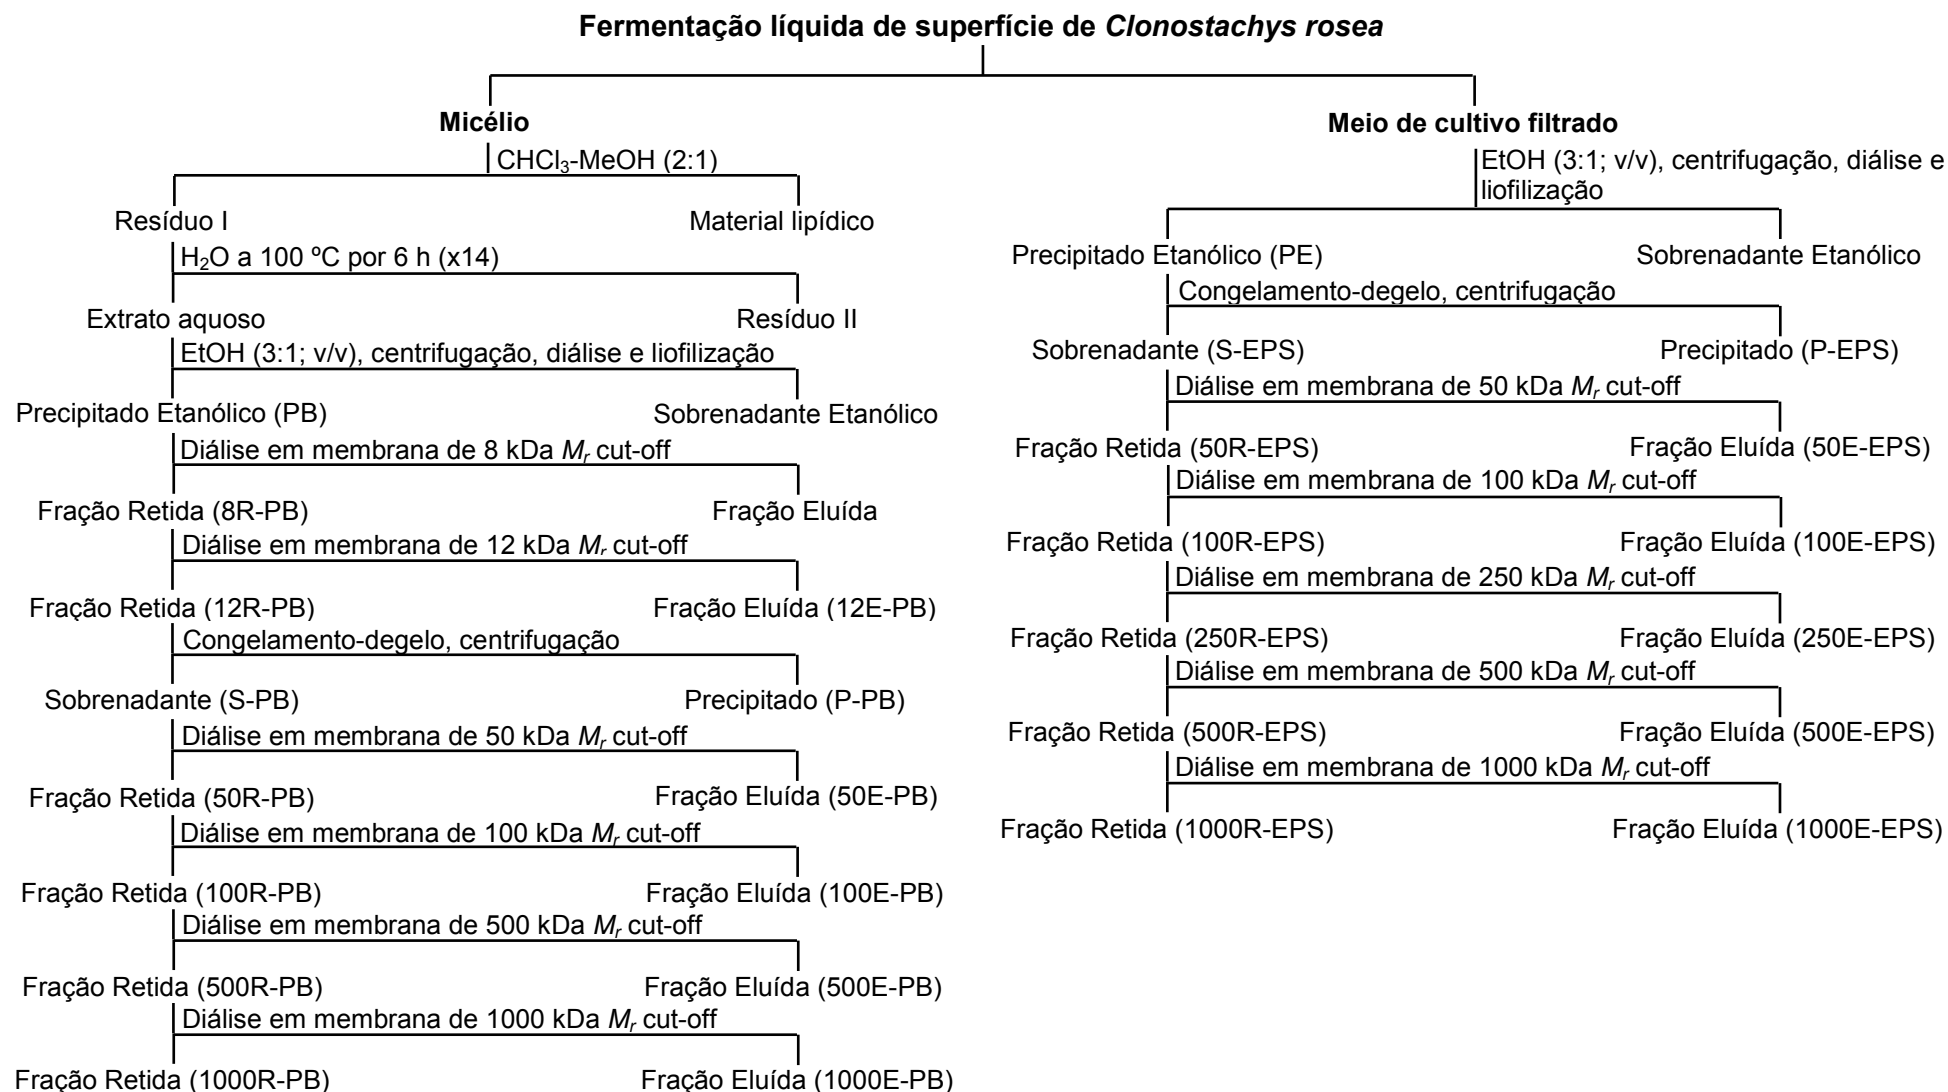 Fermentação líquida de superfície de Clonostachys rosea
Micélio
CHCl₃-MeOH (2:1)
Resíduo I
Material lipídico
H₂O a 100 ºC por 6 h (x14)
Extrato aquoso
Resíduo II
EtOH (3:1; v/v), centrifugação, diálise e liofilização
Precipitado Etanólico (PB)
Sobrenadante Etanólico
Diálise em membrana de 8 kDa Mᵣ cut-off
Fração Retida (8R-PB)
Fração Eluída
Diálise em membrana de 12 kDa Mᵣ cut-off
Fração Retida (12R-PB)
Fração Eluída (12E-PB)
Congelamento-degelo, centrifugação
Sobrenadante (S-PB)
Precipitado (P-PB)
Diálise em membrana de 50 kDa Mᵣ cut-off
Fração Retida (50R-PB)
Fração Eluída (50E-PB)
Diálise em membrana de 100 kDa Mᵣ cut-off
Fração Retida (100R-PB)
Fração Eluída (100E-PB)
Diálise em membrana de 500 kDa Mᵣ cut-off
Fração Retida (500R-PB)
Fração Eluída (500E-PB)
Diálise em membrana de 1000 kDa Mᵣ cut-off
Fração Retida (1000R-PB)
Fração Eluída (1000E-PB)
Meio de cultivo filtrado
EtOH (3:1; v/v), centrifugação, diálise e
liofilização
Precipitado Etanólico (PE)
Sobrenadante Etanólico
Congelamento-degelo, centrifugação
Sobrenadante (S-EPS)
Precipitado (P-EPS)
Diálise em membrana de 50 kDa Mᵣ cut-off
Fração Retida (50R-EPS)
Fração Eluída (50E-EPS)
Diálise em membrana de 100 kDa Mᵣ cut-off
Fração Retida (100R-EPS)
Fração Eluída (100E-EPS)
Diálise em membrana de 250 kDa Mᵣ cut-off
Fração Retida (250R-EPS)
Fração Eluída (250E-EPS)
Diálise em membrana de 500 kDa Mᵣ cut-off
Fração Retida (500R-EPS)
Fração Eluída (500E-EPS)
Diálise em membrana de 1000 kDa Mᵣ cut-off
Fração Retida (1000R-EPS)
Fração Eluída (1000E-EPS)